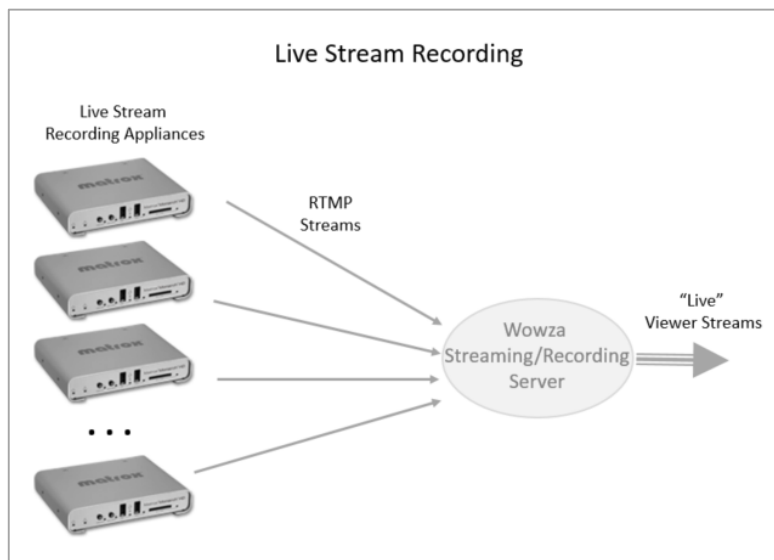 Live Stream Recording
Live Stream
Recording Appliances
matrox
RTMP
Streams
matrox
matrox
"Live"
Viewer Streams
Wowza
Streaming/Recording
Server
. . .
matrox